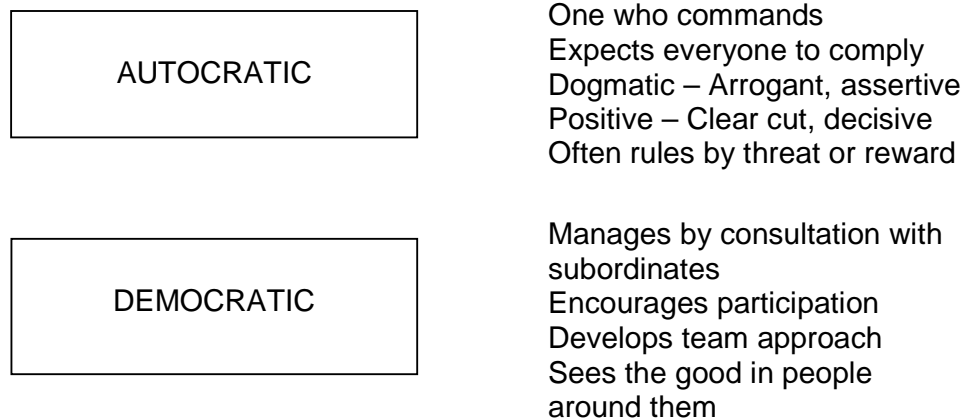 AUTOCRATIC
One who commands
Expects everyone to comply
Dogmatic – Arrogant, assertive
Positive – Clear cut, decisive
Often rules by threat or reward
DEMOCRATIC
Manages by consultation with
subordinates
Encourages participation
Develops team approach
Sees the good in people
around them